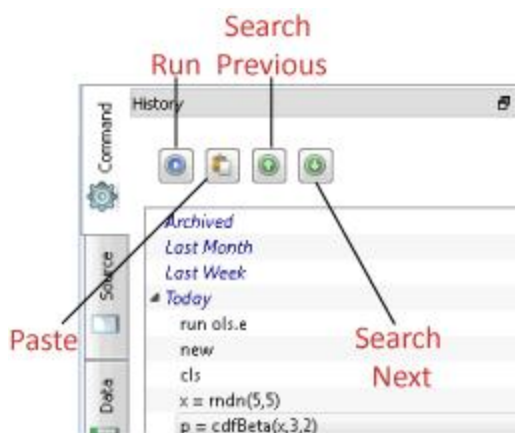 Search
Run Previous
History
Command
Archived
Last Month
Last Week
Source
Today
run ols.e
Paste
Search
new
Next
cls
Data
x = rndn(5,5)
p = cdfBeta(x,3,2)